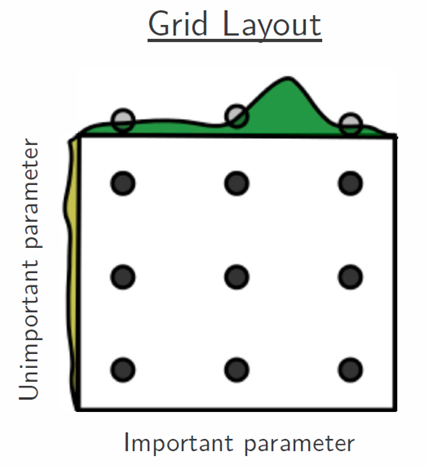 Grid Layout
Unimportant parameter
Important parameter